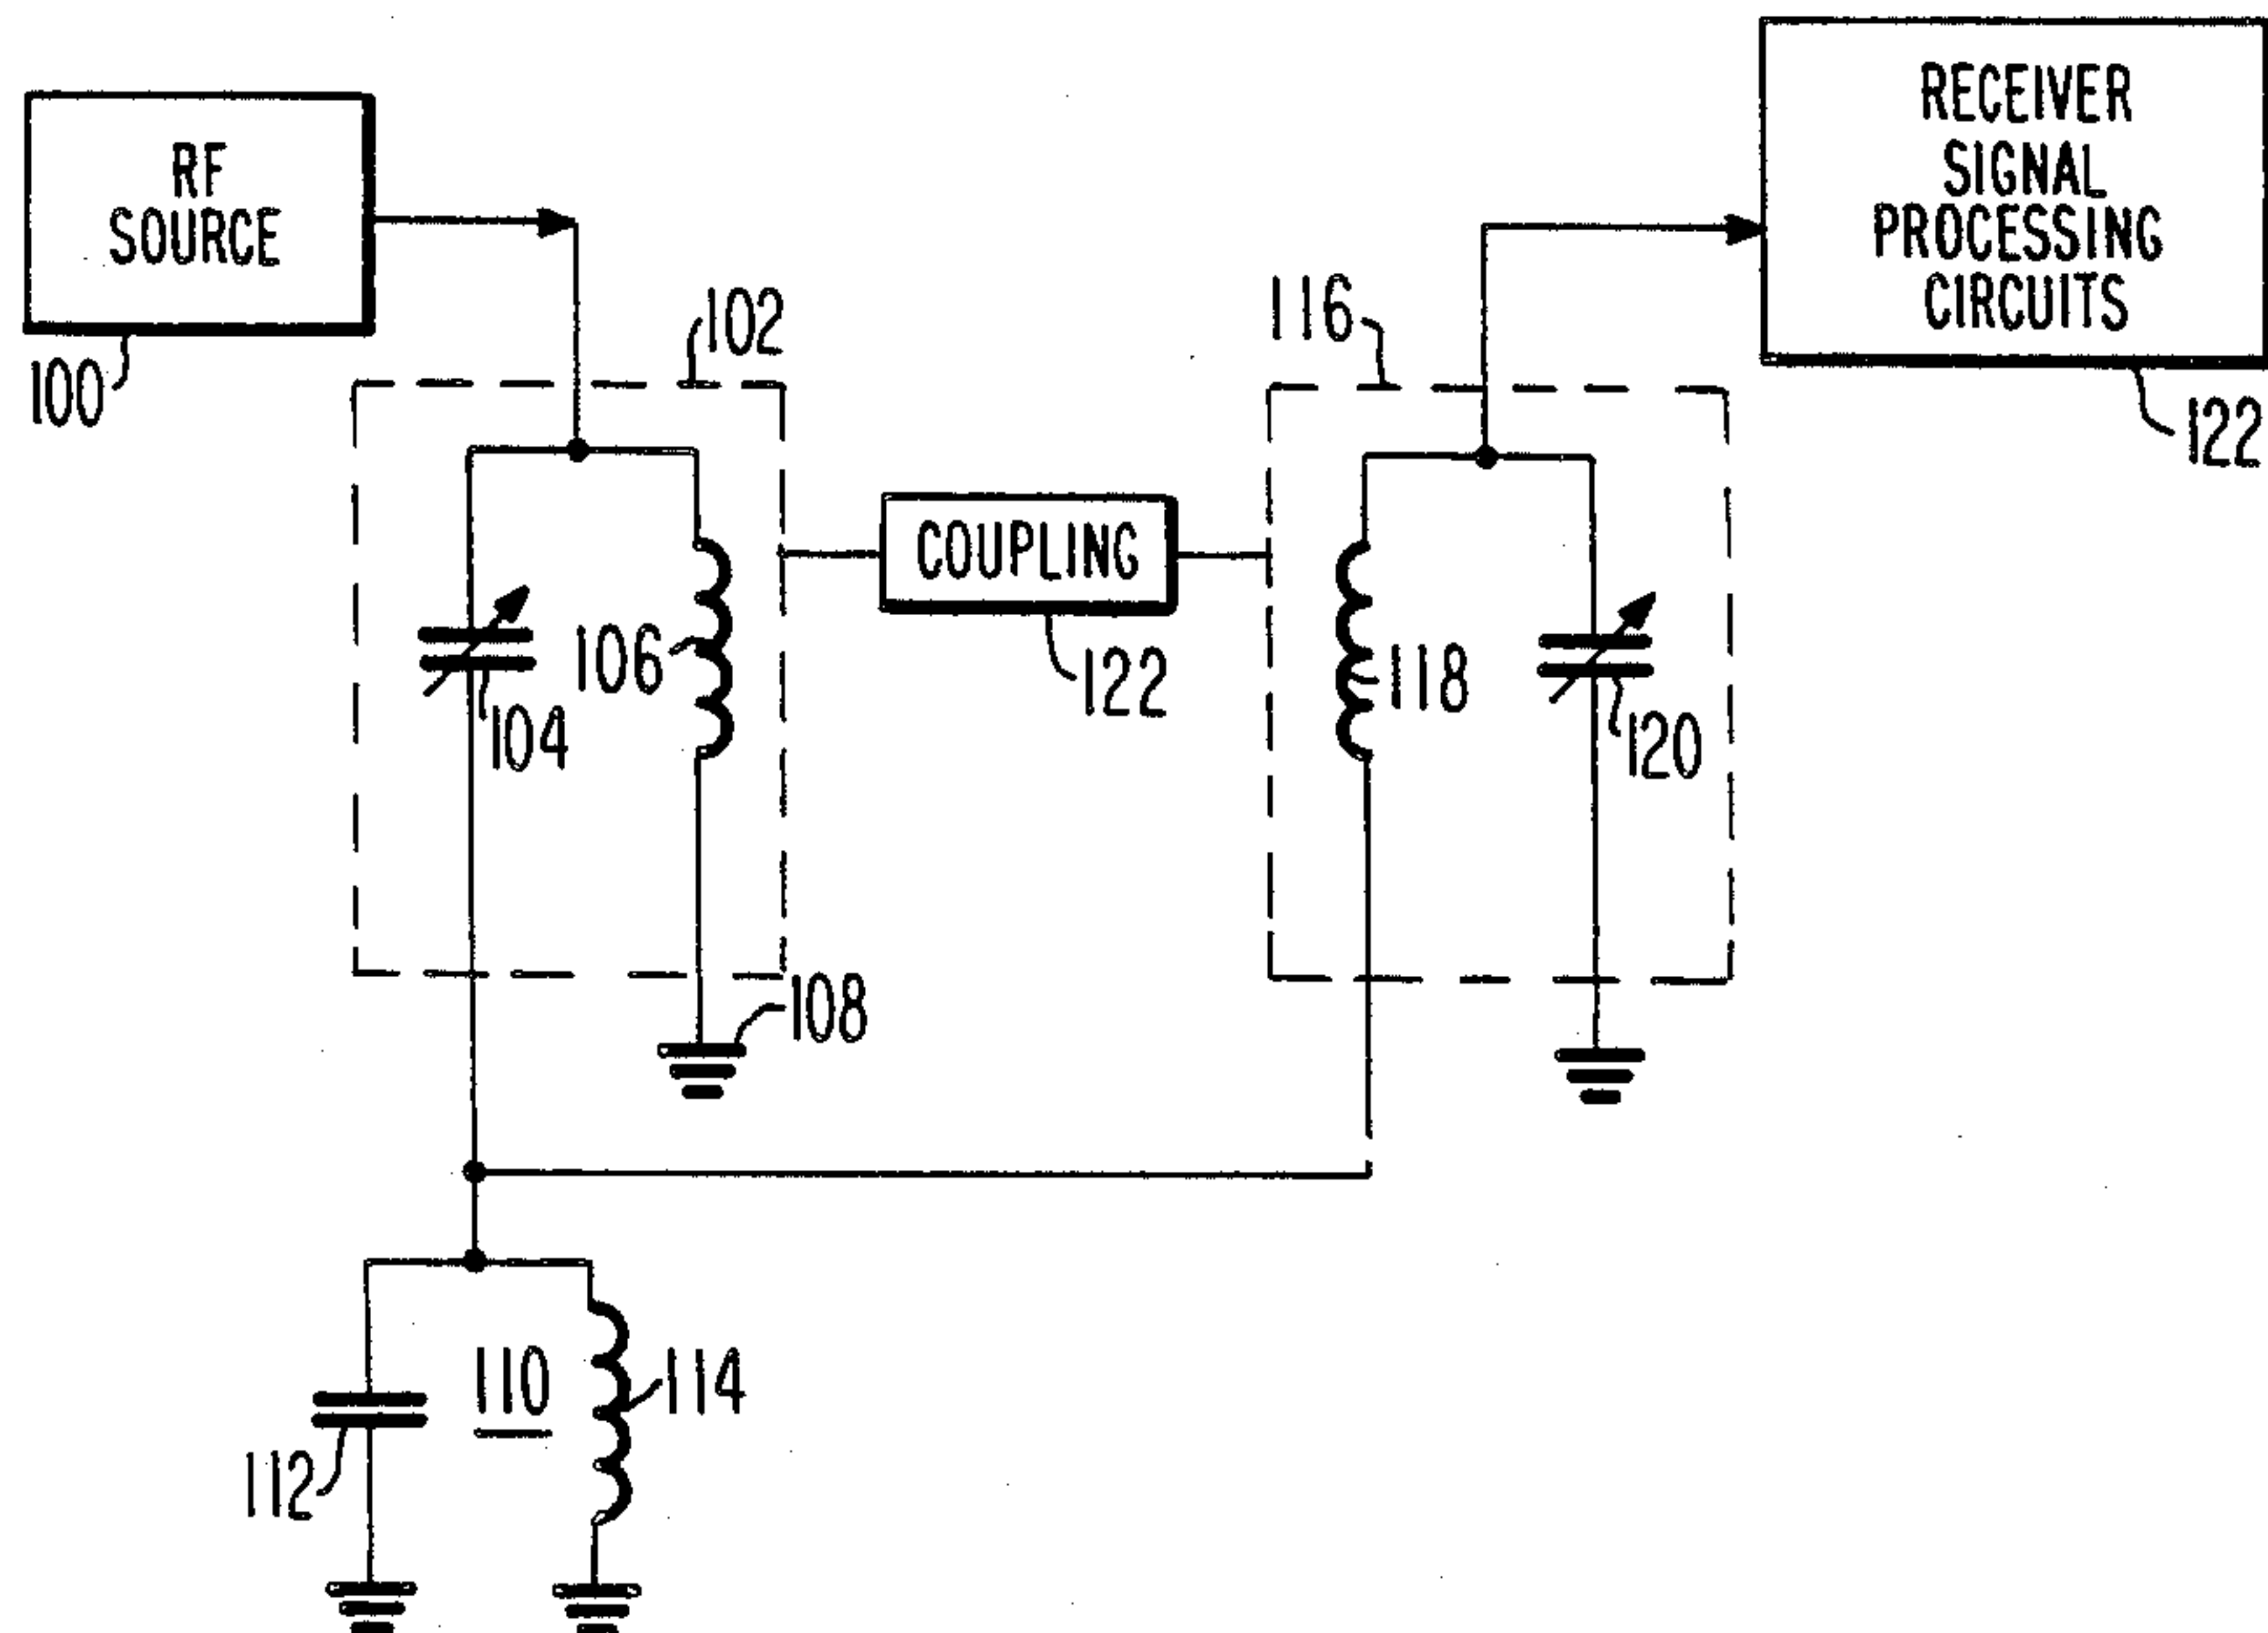 RF
SOURCE
100
102
104
106
108
COUPLING
122
116
118
120
RECEIVER
SIGNAL
PROCESSING
CIRCUITS
122
110
112
114